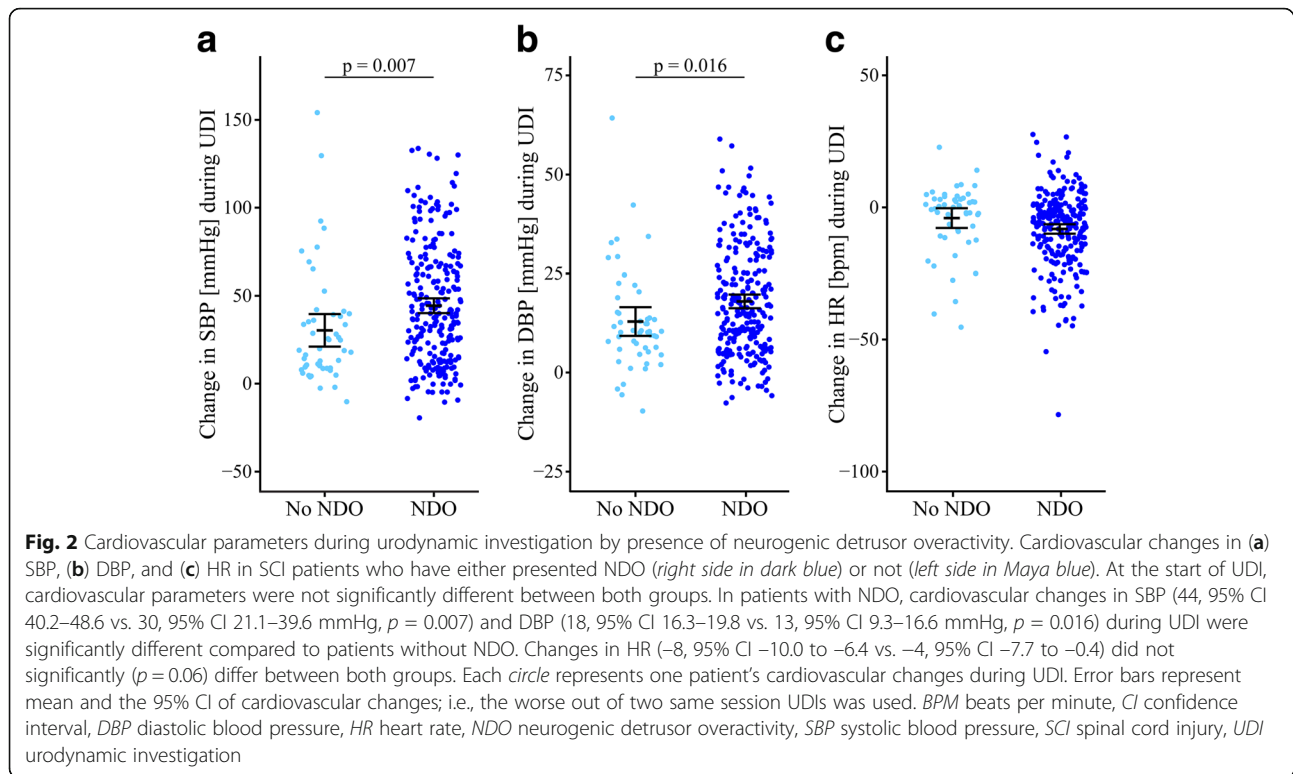 a
b
c
p = 0.007
p = 0.016
Change in SBP [mmHg] during UDI
150
100
50
0
−50
No NDO
NDO
Change in DBP [mmHg] during UDI
75
50
25
0
−25
No NDO
NDO
Change in HR [bpm] during UDI
50
0
−50
−100
No NDO
NDO
Fig. 2 Cardiovascular parameters during urodynamic investigation by presence of neurogenic detrusor overactivity. Cardiovascular changes in (a)
SBP, (b) DBP, and (c) HR in SCI patients who have either presented NDO (right side in dark blue) or not (left side in Maya blue). At the start of UDI,
cardiovascular parameters were not significantly different between both groups. In patients with NDO, cardiovascular changes in SBP (44, 95% CI
40.2–48.6 vs. 30, 95% CI 21.1–39.6 mmHg, p = 0.007) and DBP (18, 95% CI 16.3–19.8 vs. 13, 95% CI 9.3–16.6 mmHg, p = 0.016) during UDI were
significantly different compared to patients without NDO. Changes in HR (–8, 95% CI –10.0 to –6.4 vs. –4, 95% CI –7.7 to –0.4) did not
significantly (p = 0.06) differ between both groups. Each circle represents one patient's cardiovascular changes during UDI. Error bars represent
mean and the 95% CI of cardiovascular changes; i.e., the worse out of two same session UDIs was used. BPM beats per minute, CI confidence
interval, DBP diastolic blood pressure, HR heart rate, NDO neurogenic detrusor overactivity, SBP systolic blood pressure, SCI spinal cord injury, UDI
urodynamic investigation